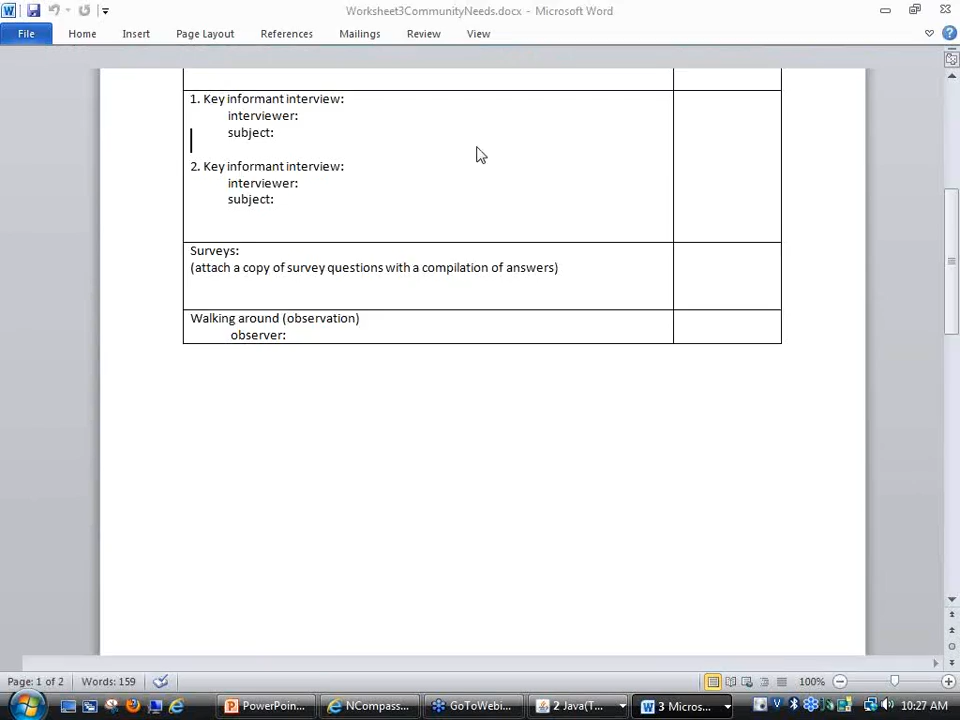 Worksheet3CommunityNeeds.docx - Microsoft Word
File Home Insert Page Layout References Mailings Review View
1. Key informant interview:
interviewer:
subject:
2. Key informant interview:
interviewer:
subject:
Surveys:
(attach a copy of survey questions with a compilation of answers)
Walking around (observation)
observer:
Page: 1 of 2 Words: 159 100%
PowerPoin... NCompass... GoToWebi... 2 Java(T... 3 Micros... 10:27 AM